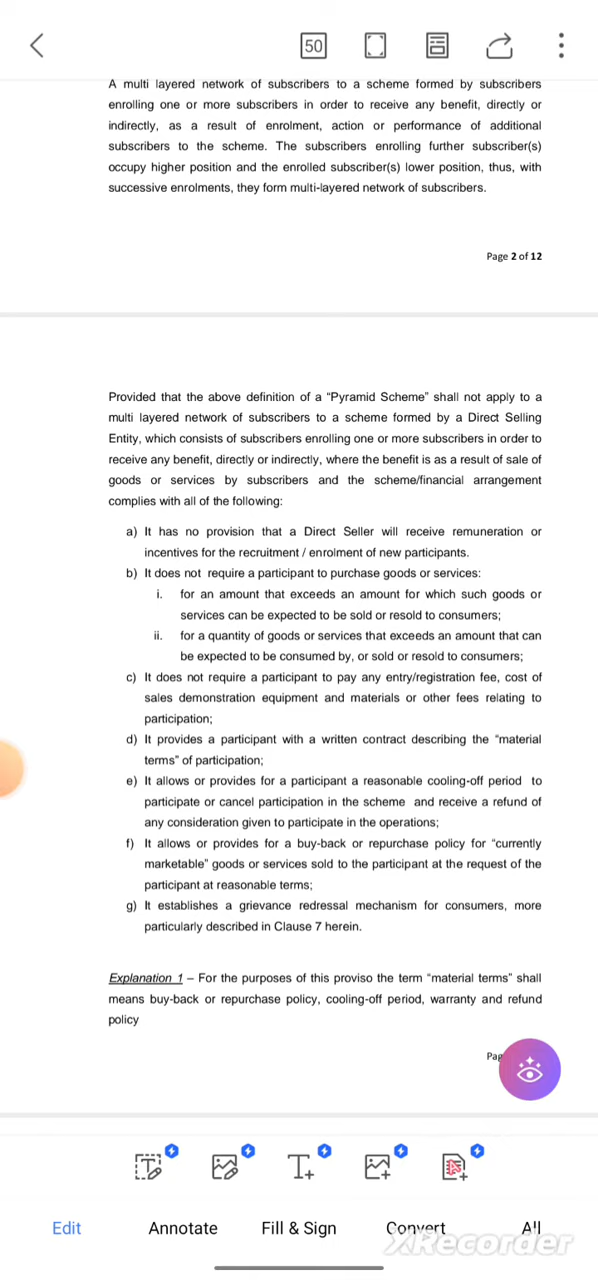 50
A multi layered network of subscribers to a scheme formed by subscribers
enrolling one or more subscribers in order to receive any benefit, directly or
indirectly, as a result of enrolment, action or performance of additional
subscribers to the scheme. The subscribers enrolling further subscriber(s)
occupy higher position and the enrolled subscriber(s) lower position, thus, with
successive enrolments, they form multi-layered network of subscribers.
Page 2 of 12
Provided that the above definition of a “Pyramid Scheme” shall not apply to a
multi layered network of subscribers to a scheme formed by a Direct Selling
Entity, which consists of subscribers enrolling one or more subscribers in order to
receive any benefit, directly or indirectly, where the benefit is as a result of sale of
goods or services by subscribers and the scheme/financial arrangement
complies with all of the following:
a) It has no provision that a Direct Seller will receive remuneration or
incentives for the recruitment / enrolment of new participants.
b) It does not require a participant to purchase goods or services:
i. for an amount that exceeds an amount for which such goods or
services can be expected to be sold or resold to consumers;
ii. for a quantity of goods or services that exceeds an amount that can
be expected to be consumed by, or sold or resold to consumers;
c) It does not require a participant to pay any entry/registration fee, cost of
sales demonstration equipment and materials or other fees relating to
participation;
d) It provides a participant with a written contract describing the “material
terms” of participation;
e) It allows or provides for a participant a reasonable cooling-off period to
participate or cancel participation in the scheme and receive a refund of
any consideration given to participate in the operations;
f) It allows or provides for a buy-back or repurchase policy for “currently
marketable” goods or services sold to the participant at the request of the
participant at reasonable terms;
g) It establishes a grievance redressal mechanism for consumers, more
particularly described in Clause 7 herein.
Explanation 1 – For the purposes of this proviso the term “material terms” shall
means buy-back or repurchase policy, cooling-off period, warranty and refund
policy
Pag
Edit Annotate Fill & Sign Convert All
XRecorder